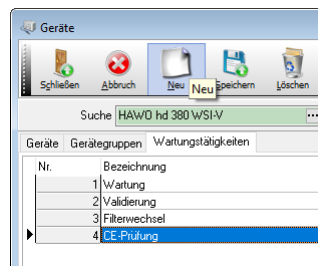 Geräte
Schließen Abbruch Neu Speichern Löschen
Neu
Suche HAWO hd 380 WSI-V ...
Geräte Gerätegruppen Wartungstätigkeiten
Nr. Bezeichnung
1 Wartung
2 Validierung
3 Filterwechsel
4 CE-Prüfung